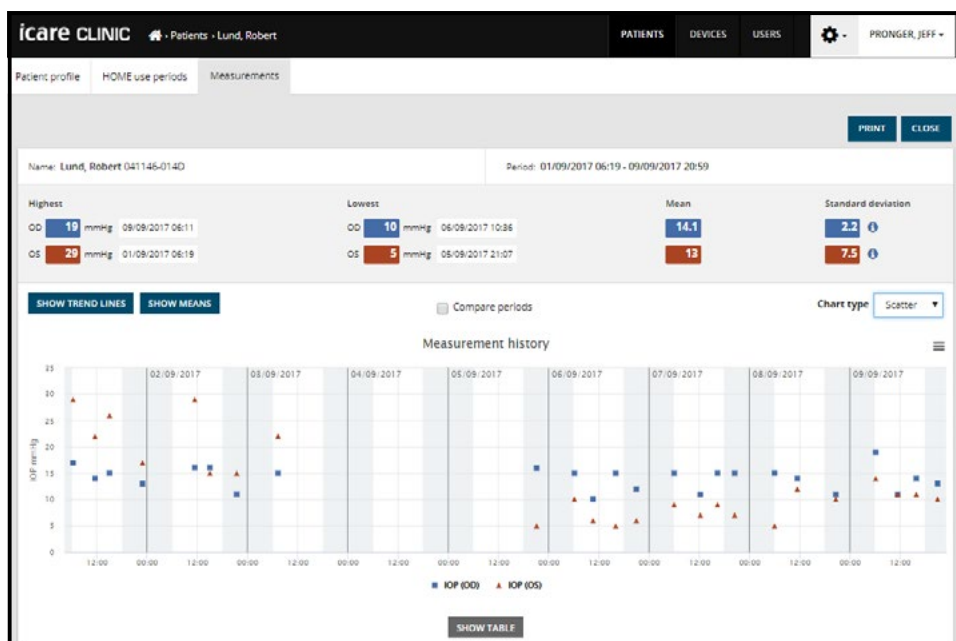 icare CLINIC › Patients › Lund, Robert PATIENTS DEVICES USERS PRONGER, JEFF
Patient profile HOME use periods Measurements
PRINT CLOSE
Name: Lund, Robert 041146-014D Period: 01/09/2017 06:19 - 09/09/2017 20:59
Highest Lowest Mean Standard deviation
OD 19 mmHg 09/09/2017 06:11 OD 10 mmHg 06/09/2017 10:36 14.1 2.2
OS 29 mmHg 01/09/2017 06:19 OS 5 mmHg 05/09/2017 21:07 13 7.5
SHOW TREND LINES SHOW MEANS Compare periods Chart type Scatter
Measurement history
02/09/2017 03/09/2017 04/09/2017 05/09/2017 06/09/2017 07/09/2017 08/09/2017 09/09/2017
35
30
25
20
15
10
5
0
IOP mmHg
12:00 00:00 12:00 00:00 12:00 00:00 12:00 00:00 12:00 00:00 12:00 00:00 12:00 00:00 12:00 00:00 12:00
IOP (OD) IOP (OS)
SHOW TABLE